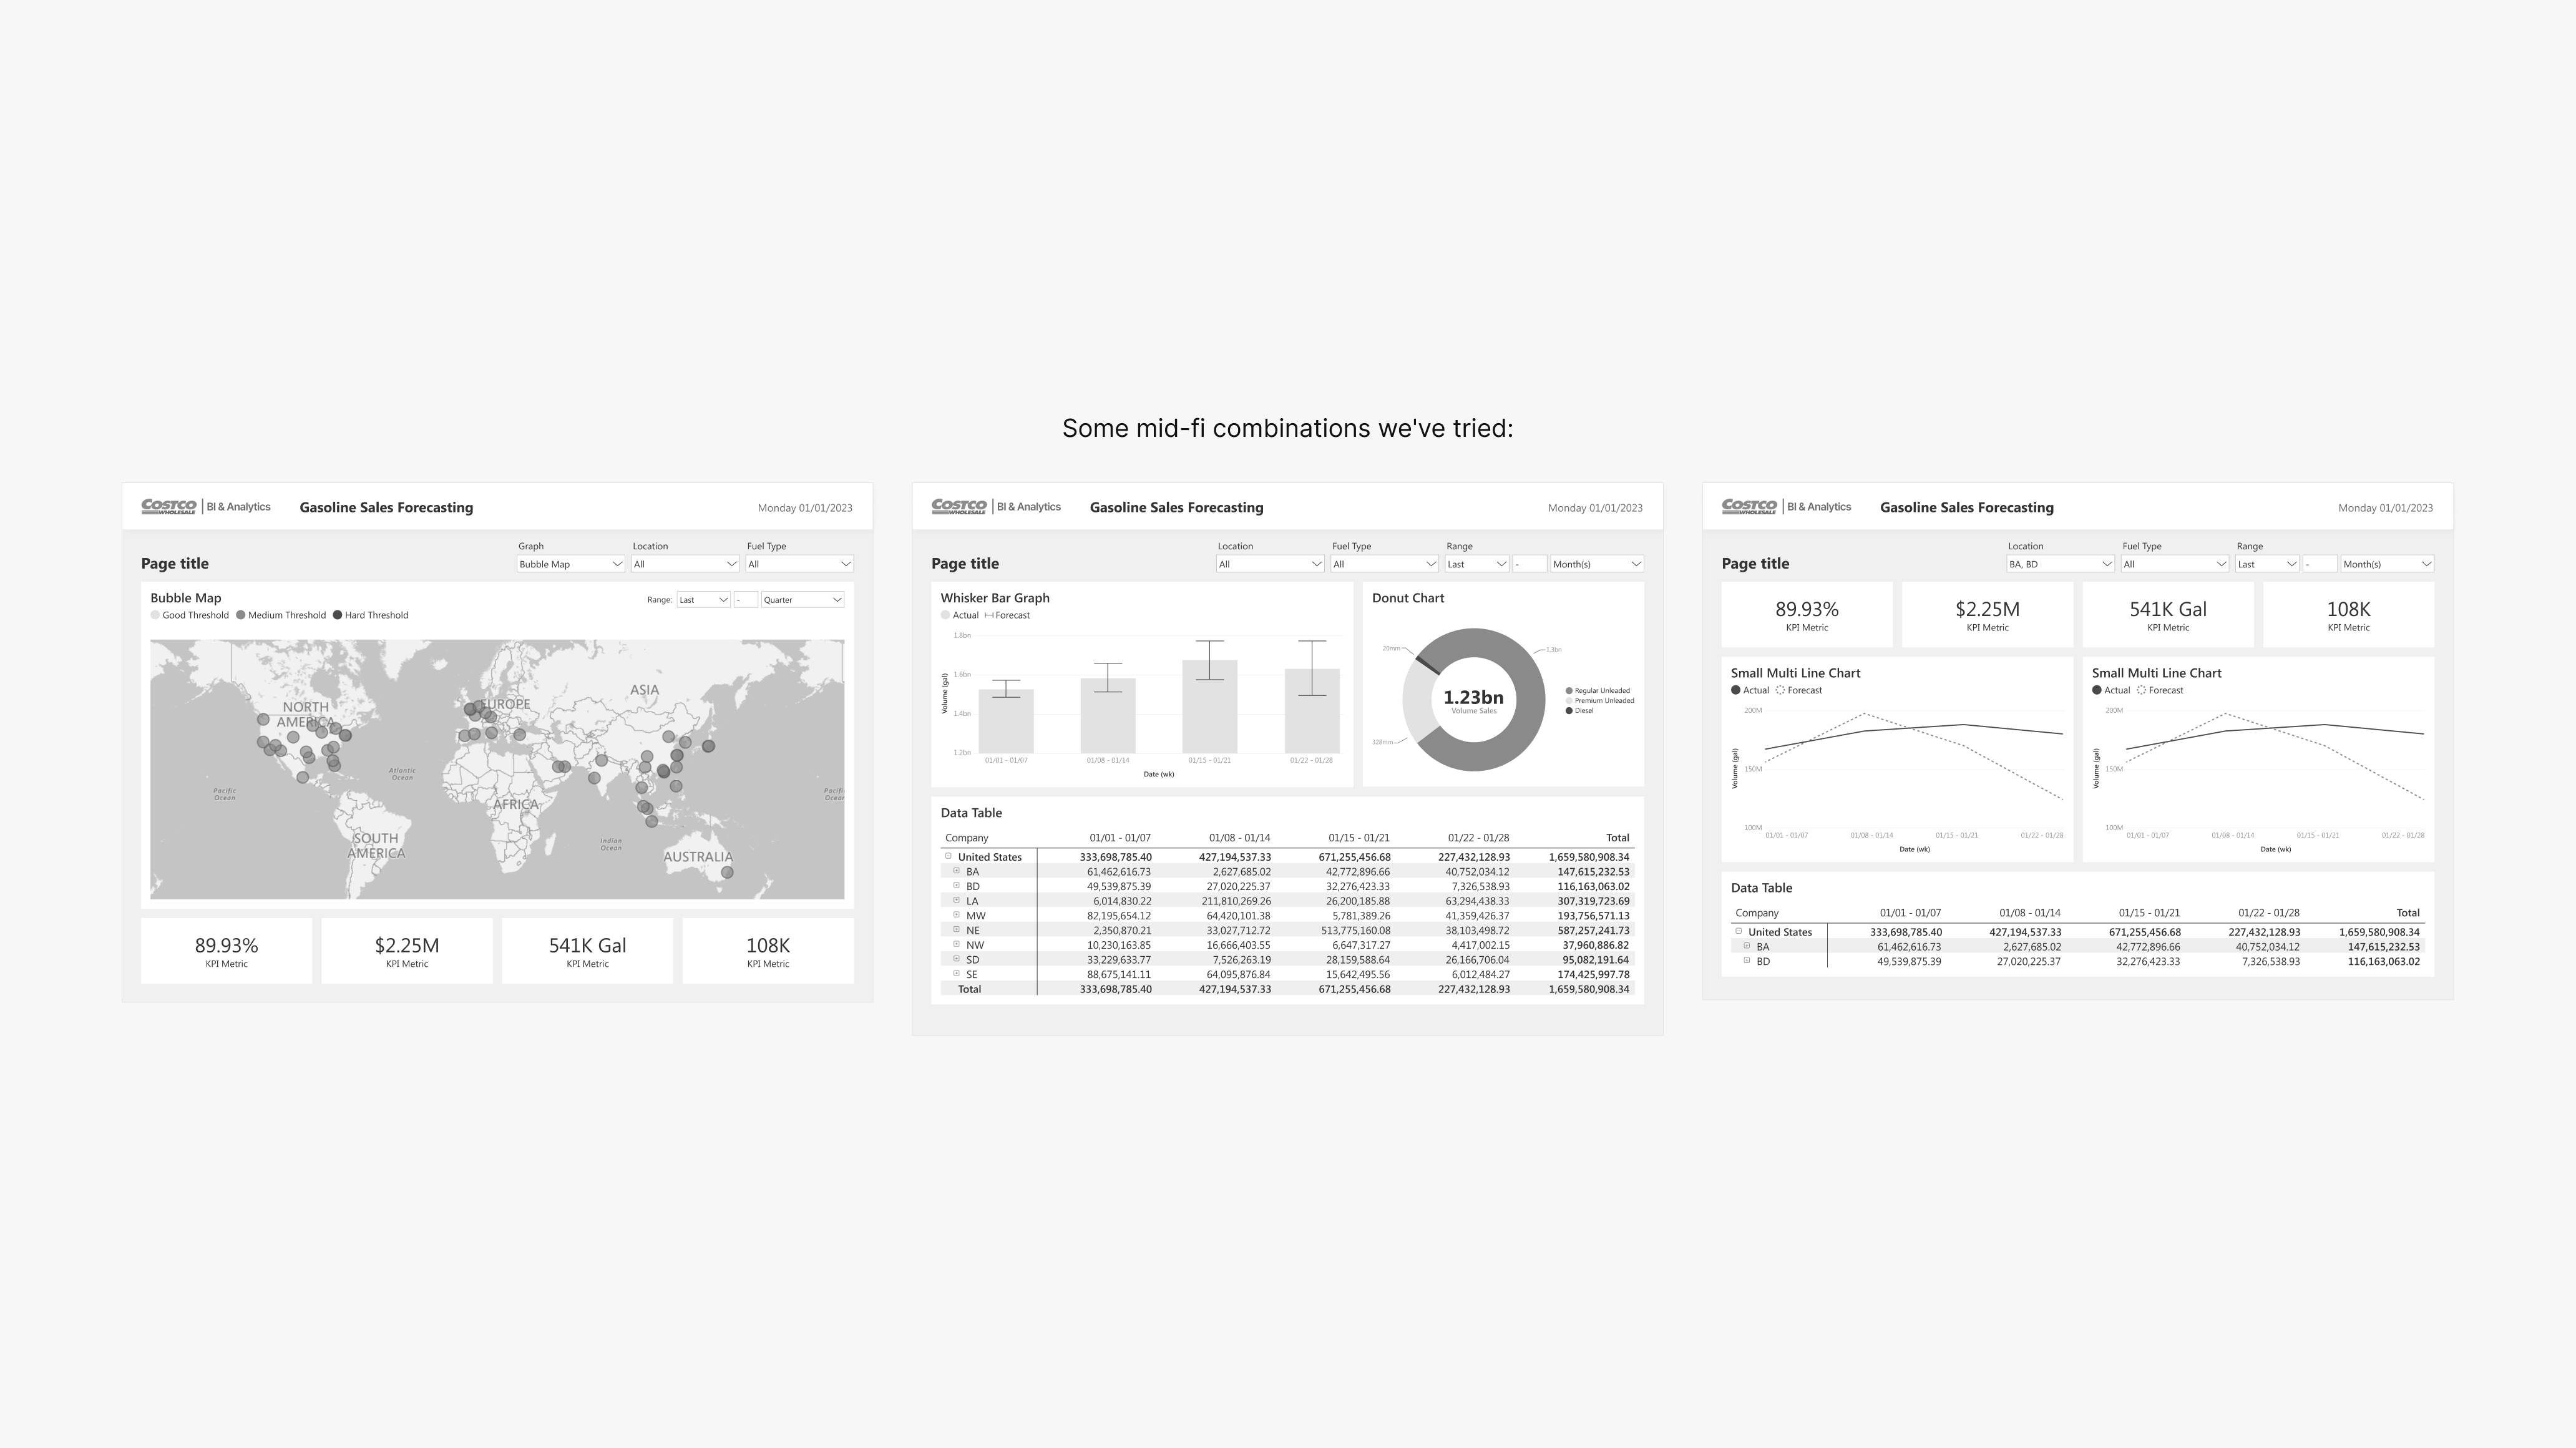 Some mid-fi combinations we've tried:
COSTCO WHOLESALE BI & Analytics Gasoline Sales Forecasting Monday 01/01/2023
Graph Location Fuel Type
Page title Bubble Map All All
Bubble Map Range: Last - Quarter
Good Threshold Medium Threshold Hard Threshold
ASIA
EUROPE
NORTH
AMERICA
Atlantic
Ocean
Pacific
Ocean
Pacifi
Ocean
AFRICA
SOUTH
AMERICA
Indian
Ocean
AUSTRALIA
89.93% $2.25M 541K Gal 108K
KPI Metric KPI Metric KPI Metric KPI Metric
COSTCO WHOLESALE BI & Analytics Gasoline Sales Forecasting Monday 01/01/2023
Location Fuel Type Range
Page title All All Last - Month(s)
Whisker Bar Graph
Actual Forecast
1.8bn
1.6bn
1.4bn
1.2bn
Volume (gal)
01/01 - 01/07 01/08 - 01/14 01/15 - 01/21 01/22 - 01/28
Date (wk)
Donut Chart
20mm
1.3bn
328mm
1.23bn
Volume Sales
Regular Unleaded
Premium Unleaded
Diesel
Data Table
Company 01/01 - 01/07 01/08 - 01/14 01/15 - 01/21 01/22 - 01/28 Total
United States 333,698,785.40 427,194,537.33 671,255,456.68 227,432,128.93 1,659,580,908.34
BA 61,462,616.73 2,627,685.02 42,772,896.66 40,752,034.12 147,615,232.53
BD 49,539,875.39 27,020,225.37 32,276,423.33 7,326,538.93 116,163,063.02
LA 6,014,830.22 211,810,269.26 26,200,185.88 63,294,438.33 307,319,723.69
MW 82,195,654.12 64,420,101.38 5,781,389.26 41,359,426.37 193,756,571.13
NE 2,350,870.21 33,027,712.72 513,775,160.08 38,103,498.72 587,257,241.73
NW 10,230,163.85 16,666,403.55 6,647,317.27 4,417,002.15 37,960,886.82
SD 33,229,633.77 7,526,263.19 28,159,588.64 26,166,706.04 95,082,191.64
SE 88,675,141.11 64,095,876.84 15,642,495.56 6,012,484.27 174,425,997.78
Total 333,698,785.40 427,194,537.33 671,255,456.68 227,432,128.93 1,659,580,908.34
COSTCO WHOLESALE BI & Analytics Gasoline Sales Forecasting Monday 01/01/2023
Location Fuel Type Range
Page title BA, BD All Last - Month(s)
89.93% $2.25M 541K Gal 108K
KPI Metric KPI Metric KPI Metric KPI Metric
Small Multi Line Chart
Actual Forecast
200M
150M
100M
Volume (gal)
01/01 - 01/07 01/08 - 01/14 01/15 - 01/21 01/22 - 01/28
Date (wk)
Small Multi Line Chart
Actual Forecast
200M
150M
100M
Volume (gal)
01/01 - 01/07 01/08 - 01/14 01/15 - 01/21 01/22 - 01/28
Date (wk)
Data Table
Company 01/01 - 01/07 01/08 - 01/14 01/15 - 01/21 01/22 - 01/28 Total
United States 333,698,785.40 427,194,537.33 671,255,456.68 227,432,128.93 1,659,580,908.34
BA 61,462,616.73 2,627,685.02 42,772,896.66 40,752,034.12 147,615,232.53
BD 49,539,875.39 27,020,225.37 32,276,423.33 7,326,538.93 116,163,063.02